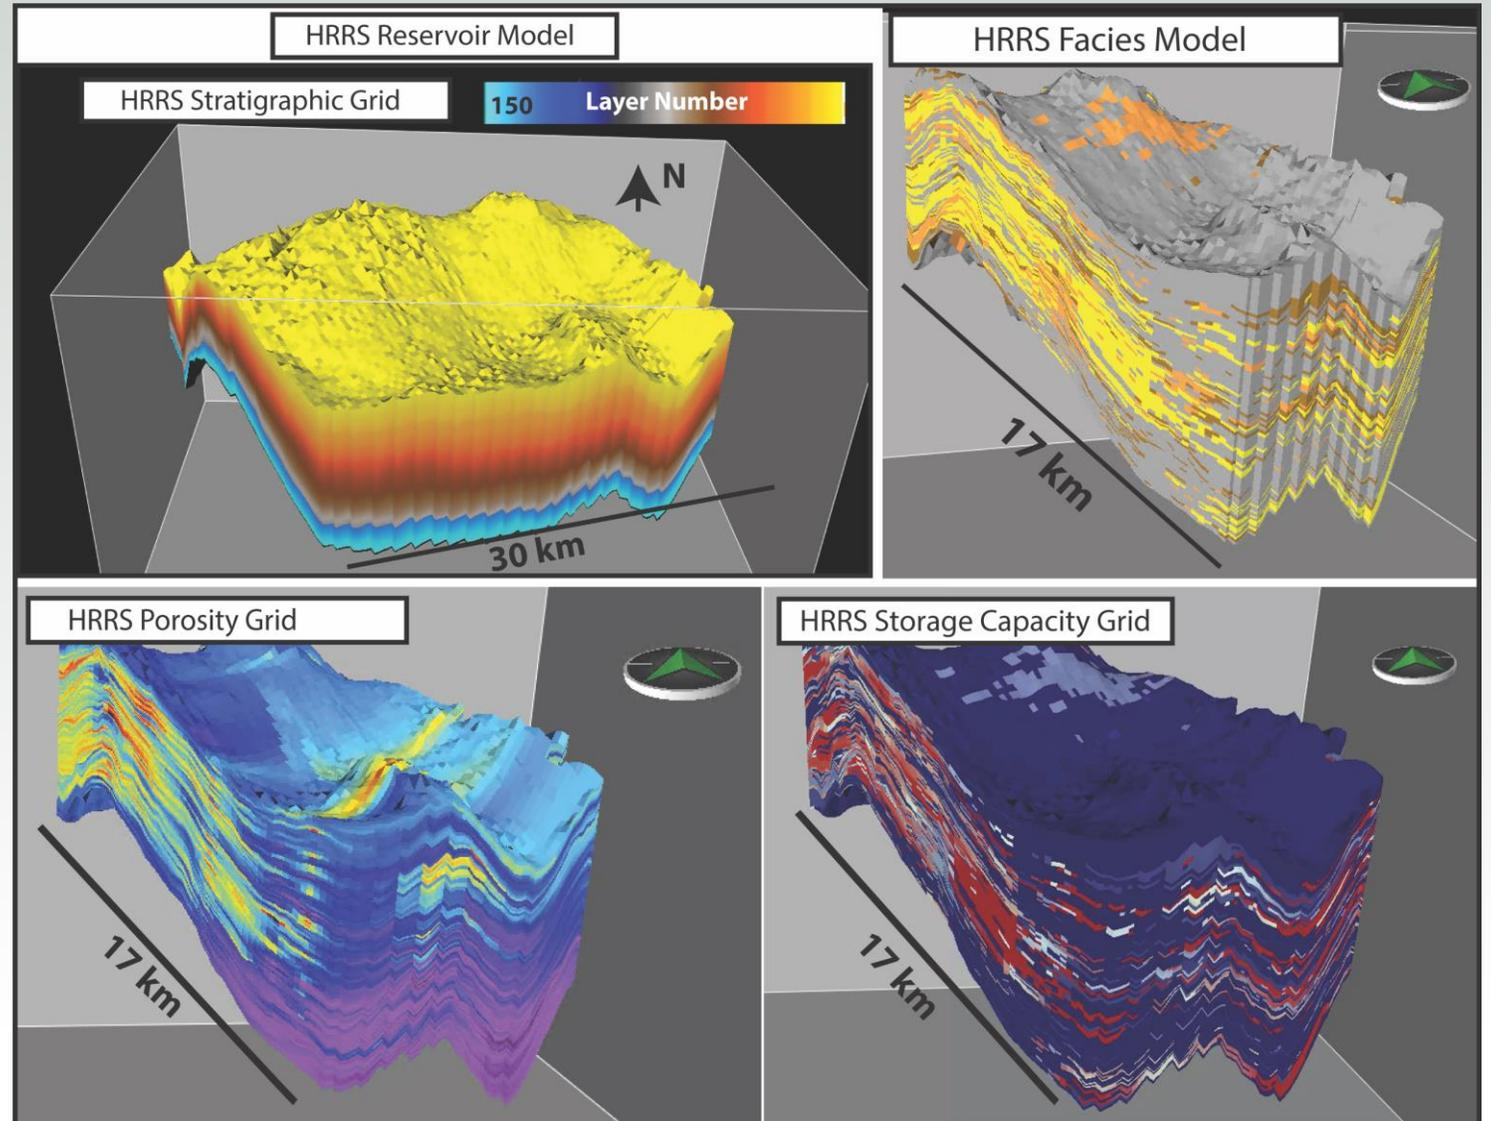 HRRS Reservoir Model
HRRS Stratigraphic Grid
150 Layer Number
N
30 km
HRRS Facies Model
17 km
HRRS Porosity Grid
17 km
HRRS Storage Capacity Grid
17 km